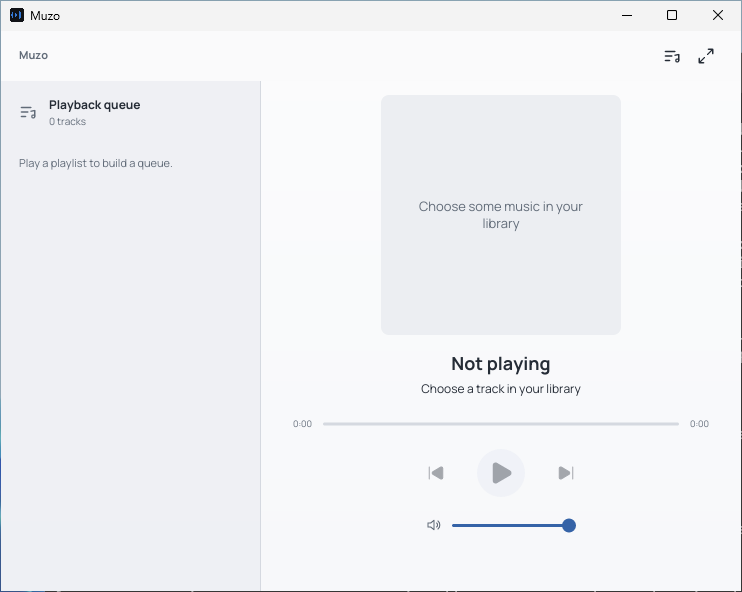 Muzo
Muzo
Playback queue
0 tracks
Play a playlist to build a queue.
Choose some music in your
library
Not playing
Choose a track in your library
0:00
0:00